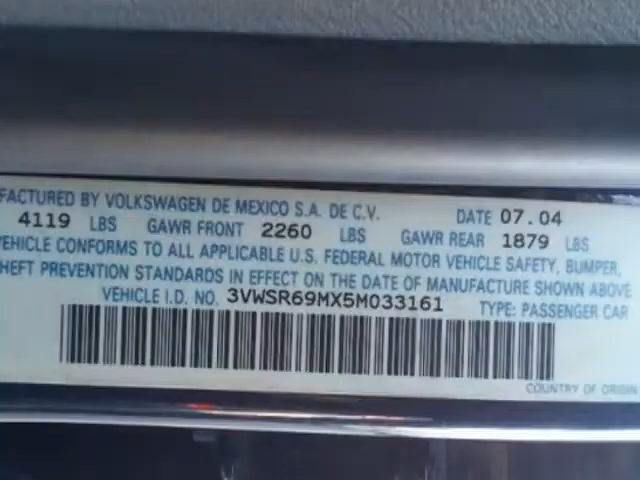 FACTURED BY VOLKSWAGEN DE MEXICO S.A. DE C.V. DATE 07.04
4119 LBS GAWR FRONT 2260 LBS GAWR REAR 1879 LBS
VEHICLE CONFORMS TO ALL APPLICABLE U.S. FEDERAL MOTOR VEHICLE SAFETY, BUMPER,
HEFT PREVENTION STANDARDS IN EFFECT ON THE DATE OF MANUFACTURE SHOWN ABOVE
VEHICLE I.D. NO. 3VWSR69MX5M033161 TYPE: PASSENGER CAR
COUNTRY OF ORIGIN